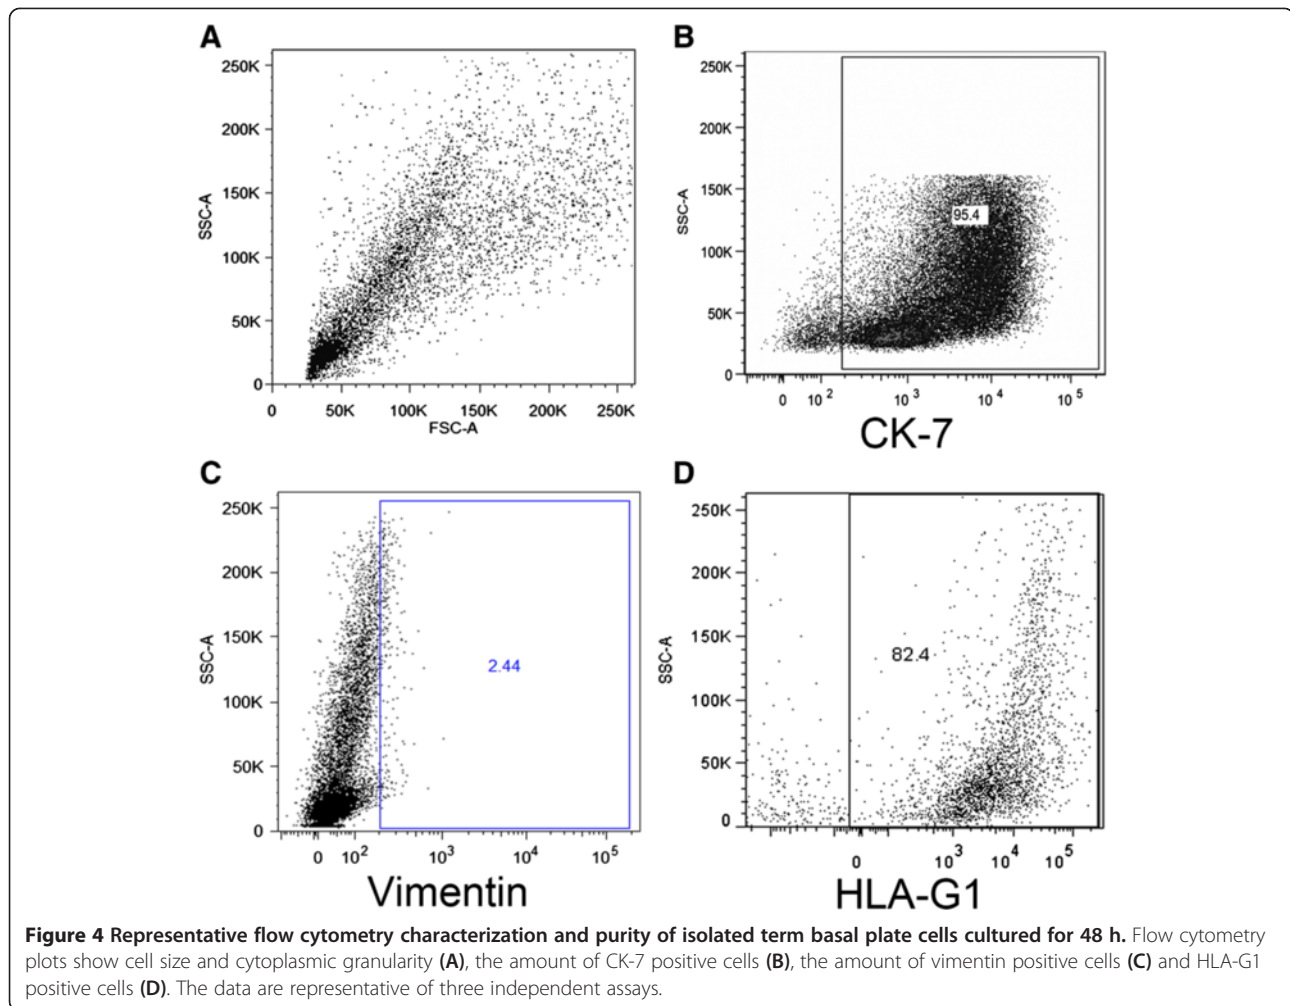 A
250K
200K
150K
100K
50K
0
SSC-A
0 50K 100K 150K 200K 250K
FSC-A
B
250K
200K
150K
100K
50K
0
SSC-A
95.4
0 10^2 10^3 10^4 10^5
CK-7
C
250K
200K
150K
100K
50K
0
SSC-A
2.44
0 10^2 10^3 10^4 10^5
Vimentin
D
250K
200K
150K
100K
50K
0
SSC-A
82.4
0 10^3 10^4 10^5
HLA-G1
Figure 4 Representative flow cytometry characterization and purity of isolated term basal plate cells cultured for 48 h. Flow cytometry
plots show cell size and cytoplasmic granularity (A), the amount of CK-7 positive cells (B), the amount of vimentin positive cells (C) and HLA-G1
positive cells (D). The data are representative of three independent assays.